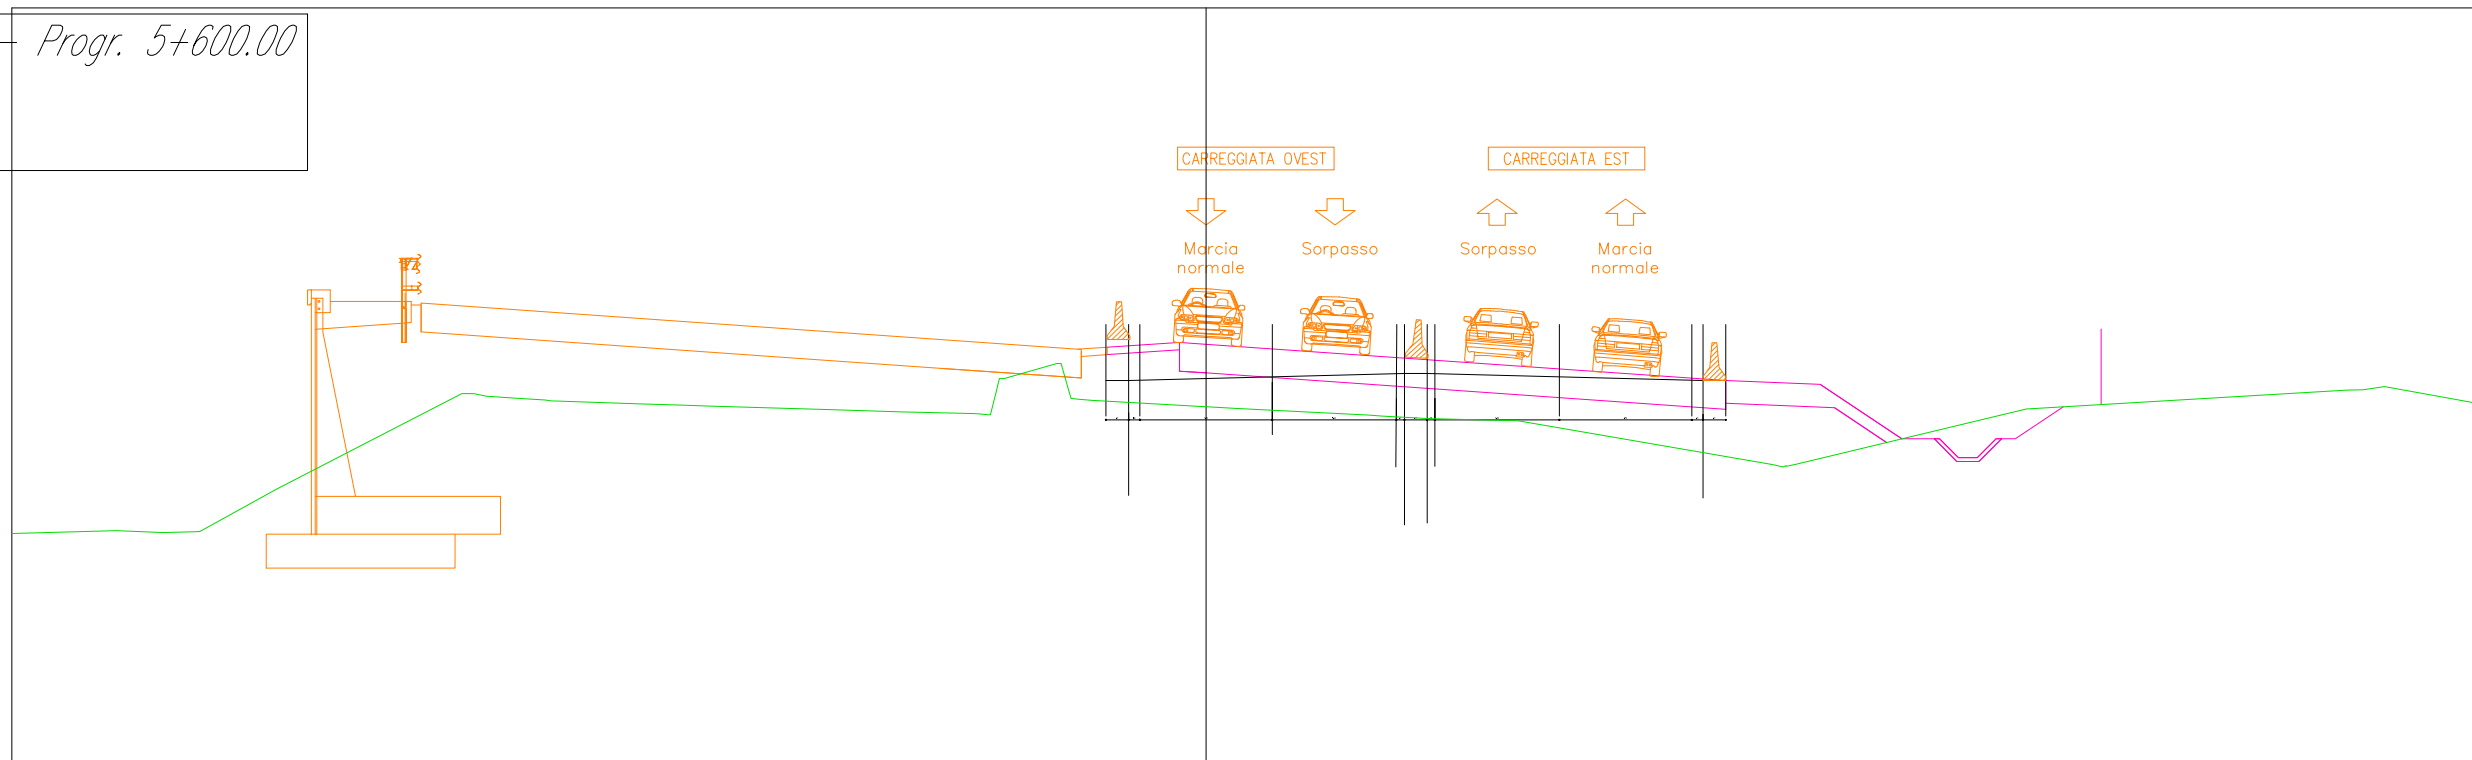 Progr. 5+600.00
CARREGGIATA OVEST
CARREGGIATA EST
Marcia
normale
Sorpasso
Sorpasso
Marcia
normale